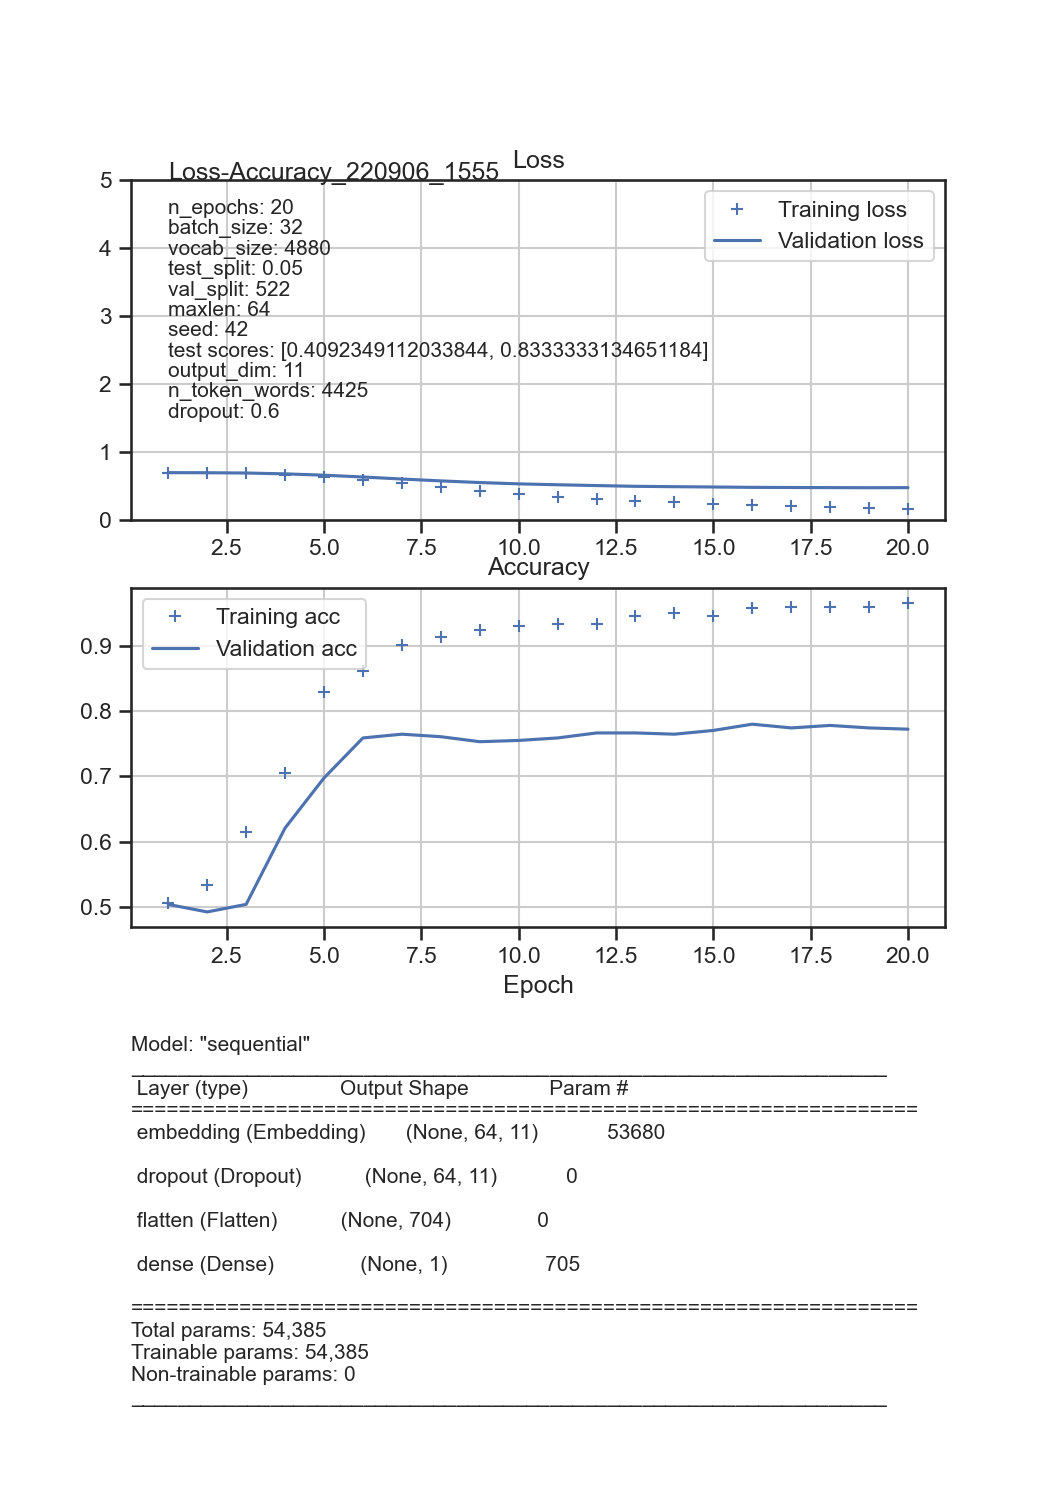 Loss
Loss-Accuracy_220906_1555
5
4
3
2
1
0
n_epochs: 20
batch_size: 32
vocab_size: 4880
test_split: 0.05
val_split: 522
maxlen: 64
seed: 42
test scores: [0.4092349112033844, 0.8333333134651184]
output_dim: 11
n_token_words: 4425
dropout: 0.6
Training loss
Validation loss
2.5 5.0 7.5 10.0 12.5 15.0 17.5 20.0
Accuracy
0.9
0.8
0.7
0.6
0.5
Training acc
Validation acc
2.5 5.0 7.5 10.0 12.5 15.0 17.5 20.0
Epoch
Model: "sequential"
_________________________________________________________________
Layer (type) Output Shape Param #
=================================================================
embedding (Embedding) (None, 64, 11) 53680
dropout (Dropout) (None, 64, 11) 0
flatten (Flatten) (None, 704) 0
dense (Dense) (None, 1) 705
=================================================================
Total params: 54,385
Trainable params: 54,385
Non-trainable params: 0
_________________________________________________________________